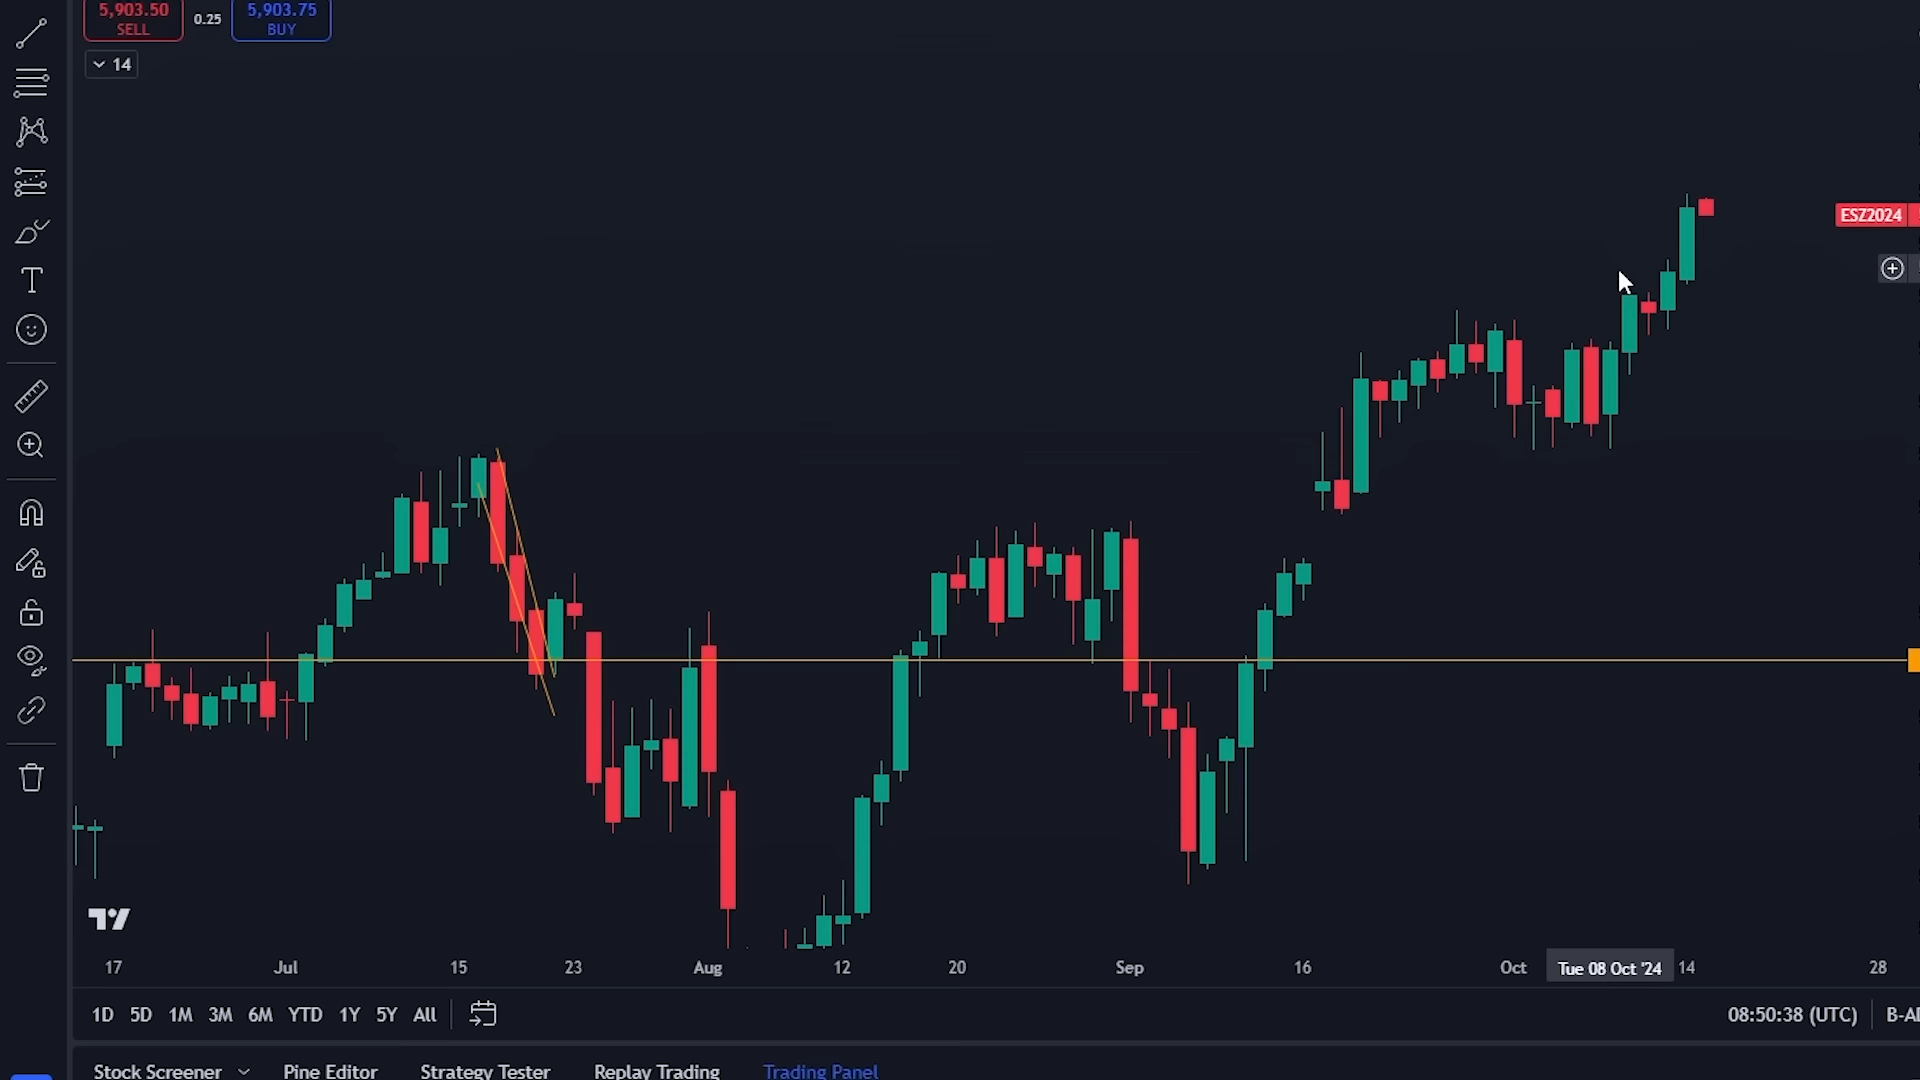 5,903.50 0.25 5,903.75
SELL BUY
14
ESZ2024
17 Jul 15 23 Aug 12 20 Sep 16 Oct Tue 08 Oct '24 14 28
1D 5D 1M 3M 6M YTD 1Y 5Y All 08:50:38 (UTC)
Stock Screener Pine Editor Strategy Tester Replay Trading Trading Panel